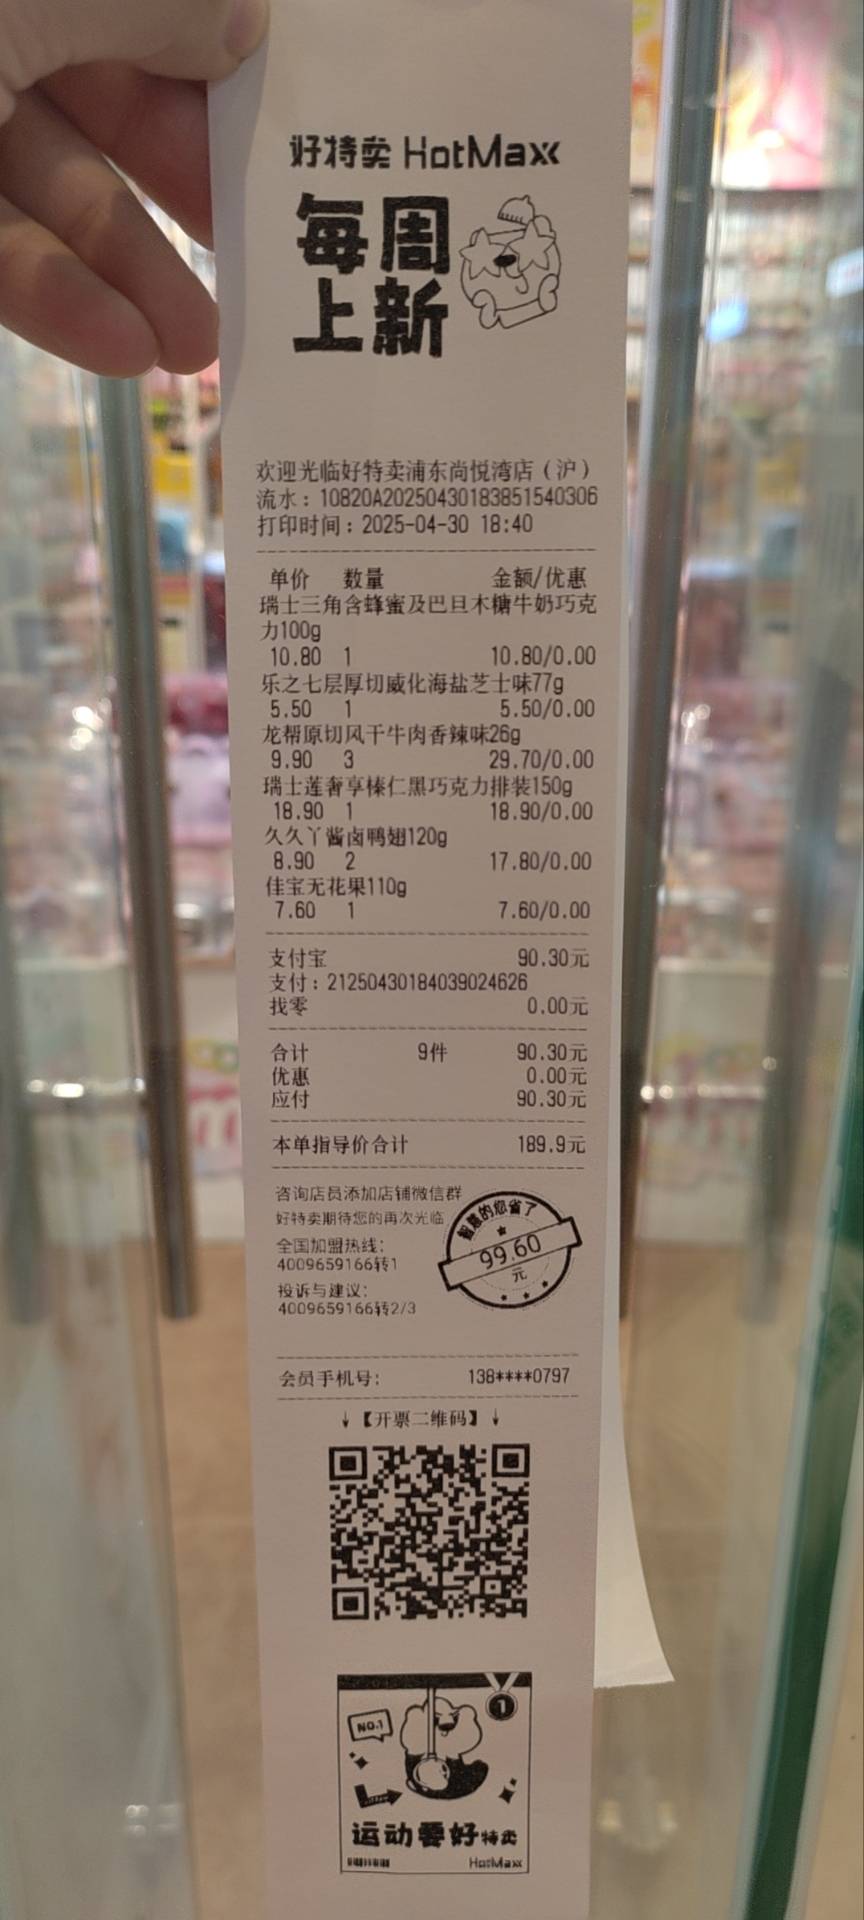 好特卖 HotMaxx
每周
上新
欢迎光临好特卖浦东尚悦湾店（沪）
流水：10820A20250430183851540306
打印时间：2025-04-30 18:40
单价 数量 金额/优惠
瑞士三角含蜂蜜及巴旦木糖牛奶巧克
力100g
10.80 1 10.80/0.00
乐之七层厚切威化海盐芝士味77g
5.50 1 5.50/0.00
龙帮原切风干牛肉香辣味26g
9.90 3 29.70/0.00
瑞士莲奢享榛仁黑巧克力排装150g
18.90 1 18.90/0.00
久久丫酱卤鸭翅120g
8.90 2 17.80/0.00
佳宝无花果110g
7.60 1 7.60/0.00
支付宝 90.30元
支付：21250430184039024626
找零 0.00元
合计 9件 90.30元
优惠 0.00元
应付 90.30元
本单指导价合计 189.9元
咨询店员添加店铺微信群
好特卖期待您的再次光临
全国加盟热线：
4009659166转1
投诉与建议：
4009659166转2/3
智慧的您省了
99.60
元
会员手机号： 138****0797
↓【开票二维码】↓
NO.1
1
运动要好特卖
HotMaxx